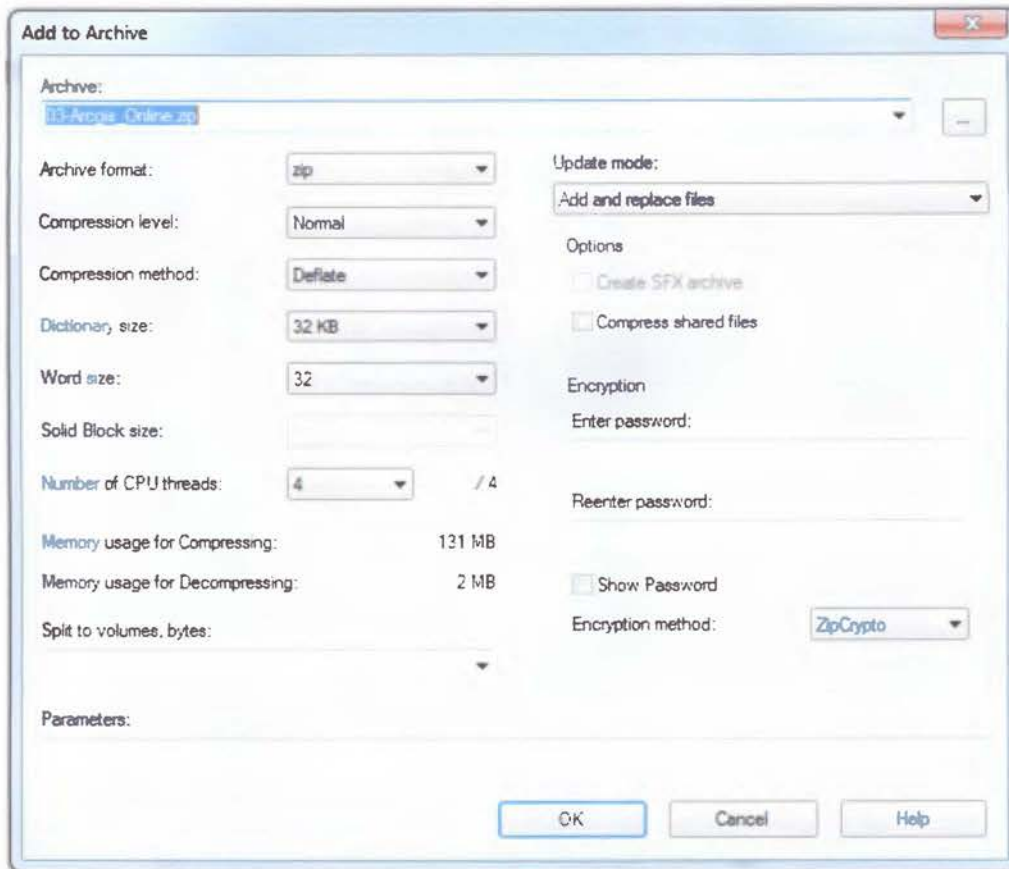 Add to Archive
Archive:
03-Arcgis_Online.zip
...
Archive format:
zip
Compression level:
Normal
Compression method:
Deflate
Dictionary size:
32 KB
Word size:
32
Solid Block size:
Number of CPU threads:
4
/ 4
Memory usage for Compressing:
131 MB
Memory usage for Decompressing:
2 MB
Split to volumes, bytes:
Parameters:
Update mode:
Add and replace files
Options
Create SFX archive
Compress shared files
Encryption
Enter password:
Reenter password:
Show Password
Encryption method:
ZipCrypto
OK
Cancel
Help